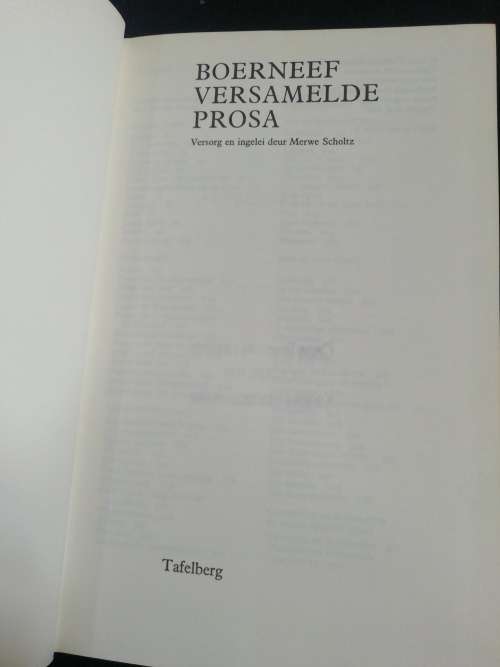 BOERNEEF
VERSAMELDE
PROSA
Versorg en ingelei deur Merwe Scholtz
Tafelberg